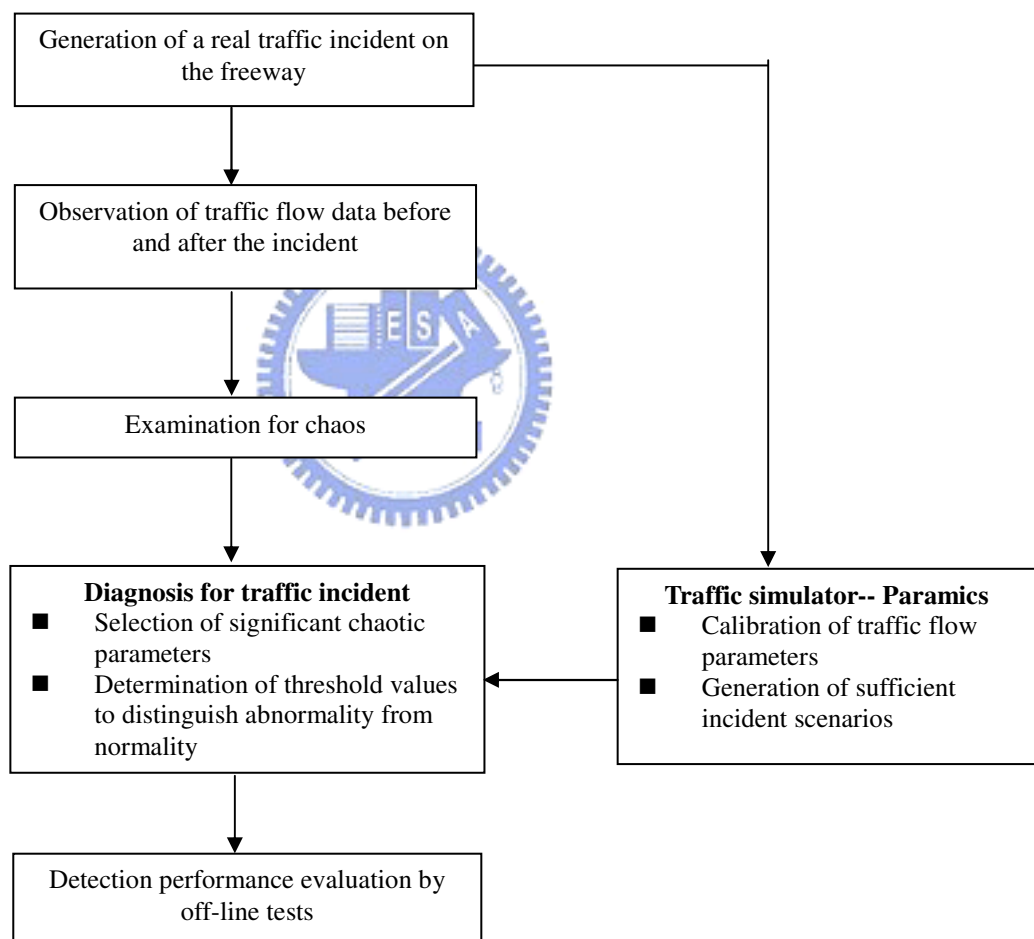 Generation of a real traffic incident on
the freeway
Observation of traffic flow data before
and after the incident
E S A
Examination for chaos
Diagnosis for traffic incident
■ Selection of significant chaotic
parameters
■ Determination of threshold values
to distinguish abnormality from
normality
Traffic simulator-- Paramics
■ Calibration of traffic flow
parameters
■ Generation of sufficient
incident scenarios
Detection performance evaluation by
off-line tests